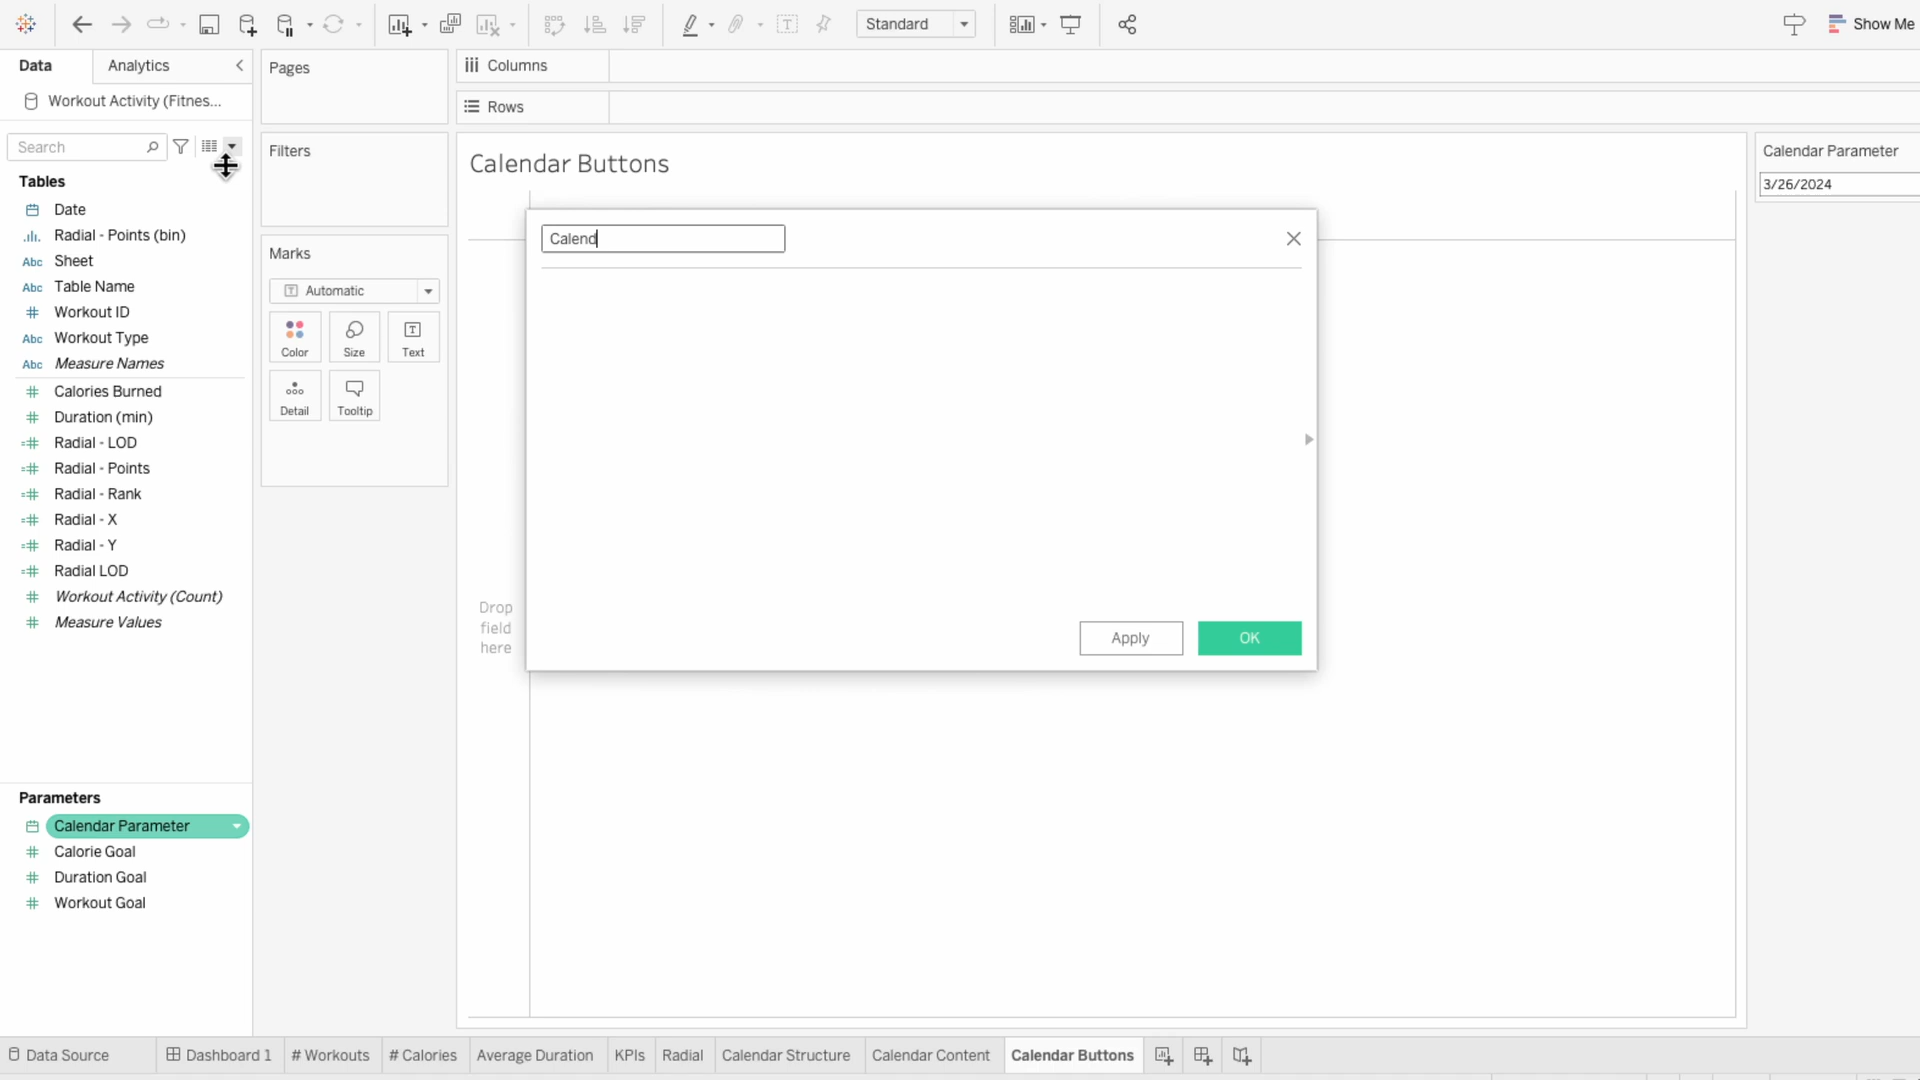 Standard
Show Me
Data
Analytics
Workout Activity (Fitnes...
Search
Tables
Date
Radial - Points (bin)
Abc Sheet
Abc Table Name
Workout ID
Abc Workout Type
Abc Measure Names
Calories Burned
Duration (min)
Radial - LOD
Radial - Points
Radial - Rank
Radial - X
Radial - Y
Radial LOD
Workout Activity (Count)
Measure Values
Parameters
Calendar Parameter
Calorie Goal
Duration Goal
Workout Goal
Pages
Filters
Marks
T Automatic
Color
Size
T
Text
Detail
Tooltip
Columns
Rows
Calendar Buttons
Drop
field
here
Calend
Apply
OK
Calendar Parameter
3/26/2024
Data Source
Dashboard 1
# Workouts
# Calories
Average Duration
KPIs
Radial
Calendar Structure
Calendar Content
Calendar Buttons